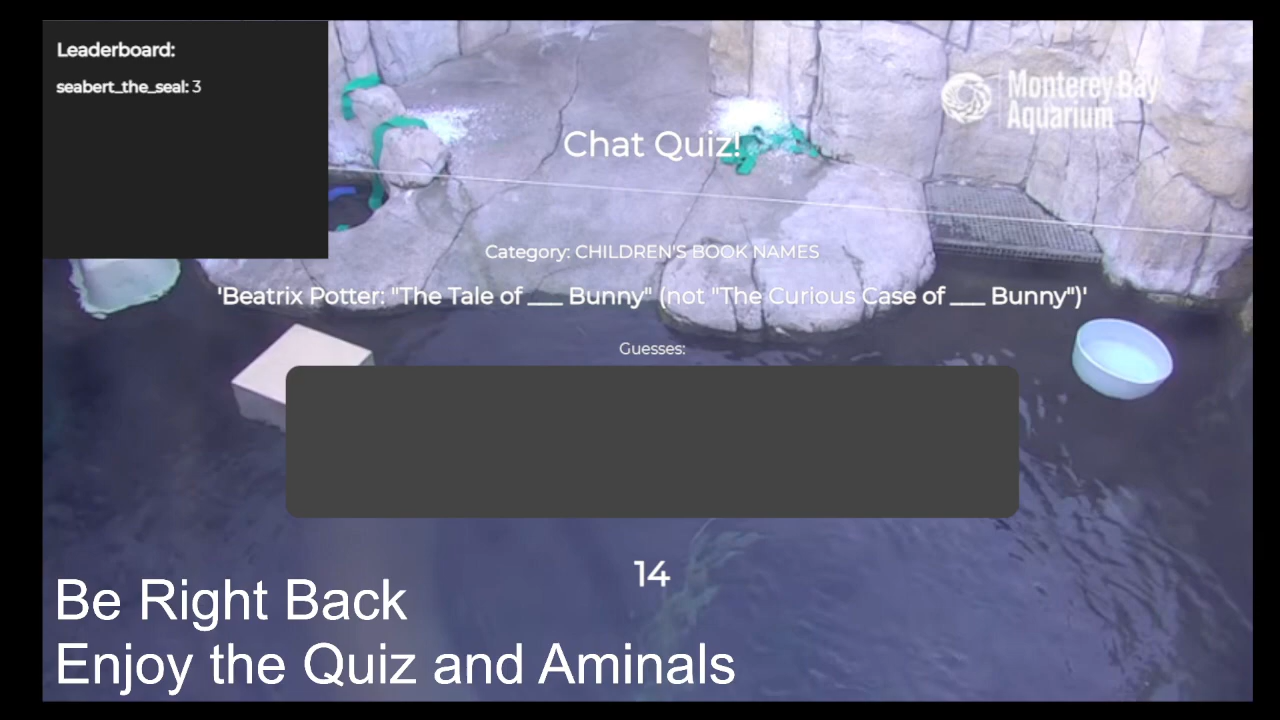 Leaderboard:
seabert_the_seal: 3
Monterey Bay
Aquarium
Chat Quiz!
Category: CHILDREN'S BOOK NAMES
'Beatrix Potter: "The Tale of ___ Bunny" (not "The Curious Case of ___ Bunny")'
Guesses:
14
Be Right Back
Enjoy the Quiz and Aminals